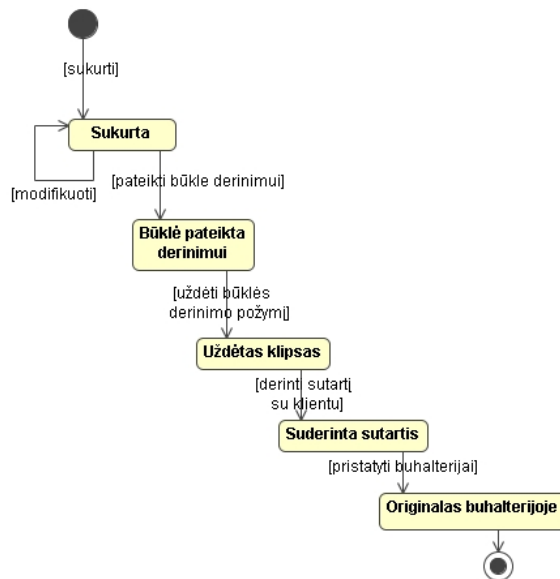 [sukurti]
Sukurta
[modifikuoti]
[pateikti būkle derinimui]
Būklė pateikta
derinimui
[uždėti būklės
derinimo požymį]
Uždėtas klipsas
[derinti sutartį
su klientu]
Suderinta sutartis
[pristatyti buhalterijai]
Originalas buhalterijoje